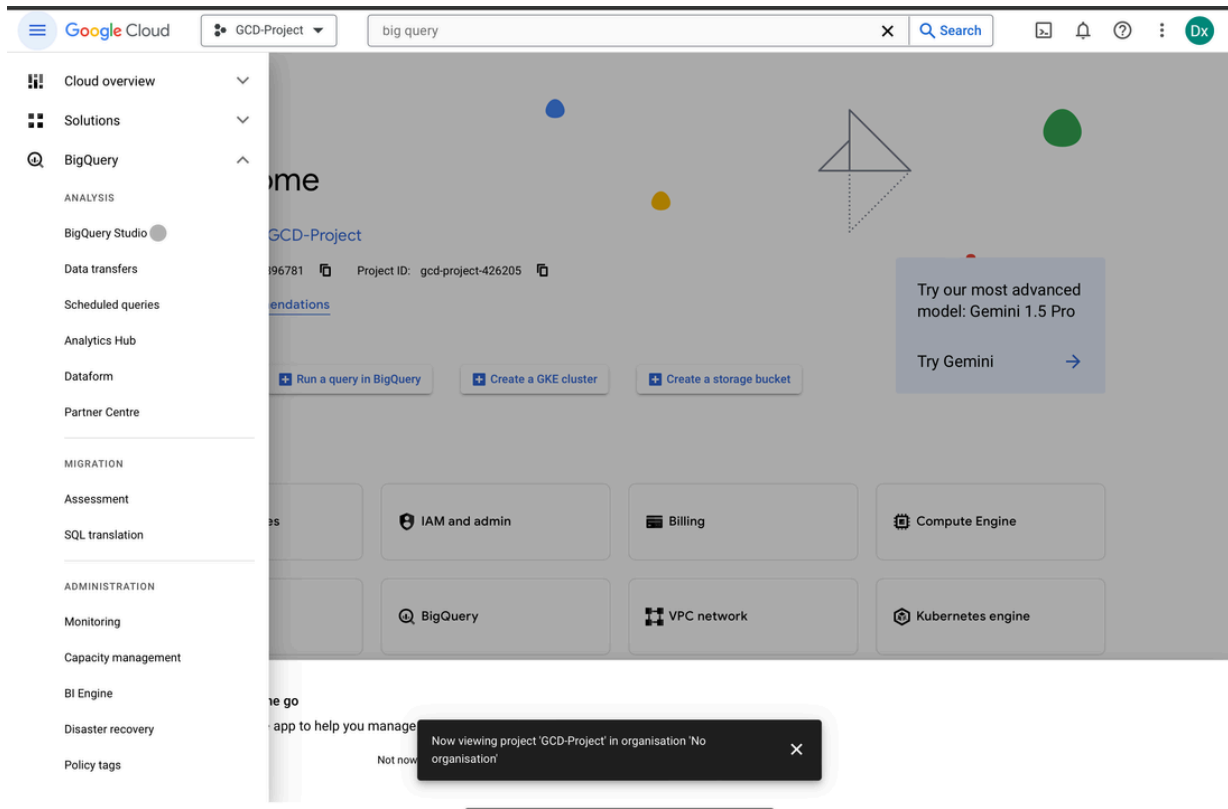 Google Cloud
GCD-Project
big query
Search
Dx
Cloud overview
Solutions
BigQuery
ANALYSIS
BigQuery Studio
Data transfers
Scheduled queries
Analytics Hub
Dataform
Partner Centre
MIGRATION
Assessment
SQL translation
ADMINISTRATION
Monitoring
Capacity management
BI Engine
Disaster recovery
Policy tags
ome
GCD-Project
396781 Project ID: gcd-project-426205
endations
Run a query in BigQuery
Create a GKE cluster
Create a storage bucket
Try our most advanced
model: Gemini 1.5 Pro
Try Gemini
es
IAM and admin
Billing
Compute Engine
BigQuery
VPC network
Kubernetes engine
he go
app to help you manage
Not now
Now viewing project 'GCD-Project' in organisation 'No
organisation'